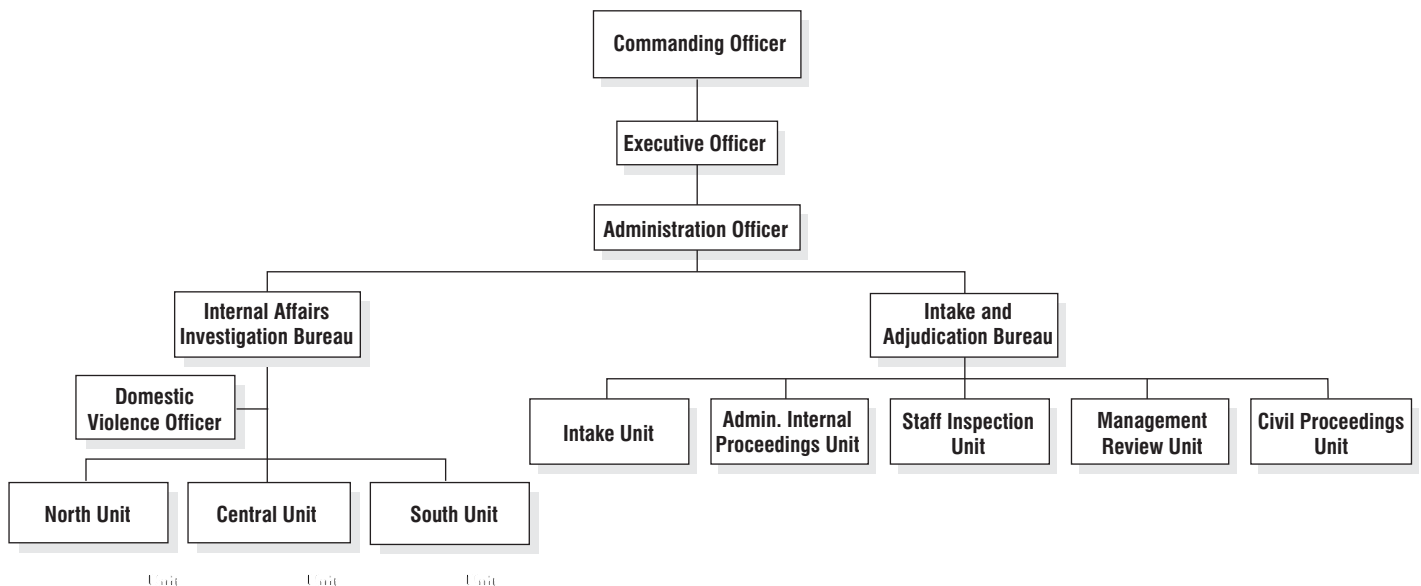 Commanding Officer
Executive Officer
Administration Officer
Internal Affairs
Investigation Bureau
Intake and
Adjudication Bureau
Domestic
Violence Officer
Intake Unit
Admin. Internal
Proceedings Unit
Staff Inspection
Unit
Management
Review Unit
Civil Proceedings
Unit
North Unit
Central Unit
South Unit